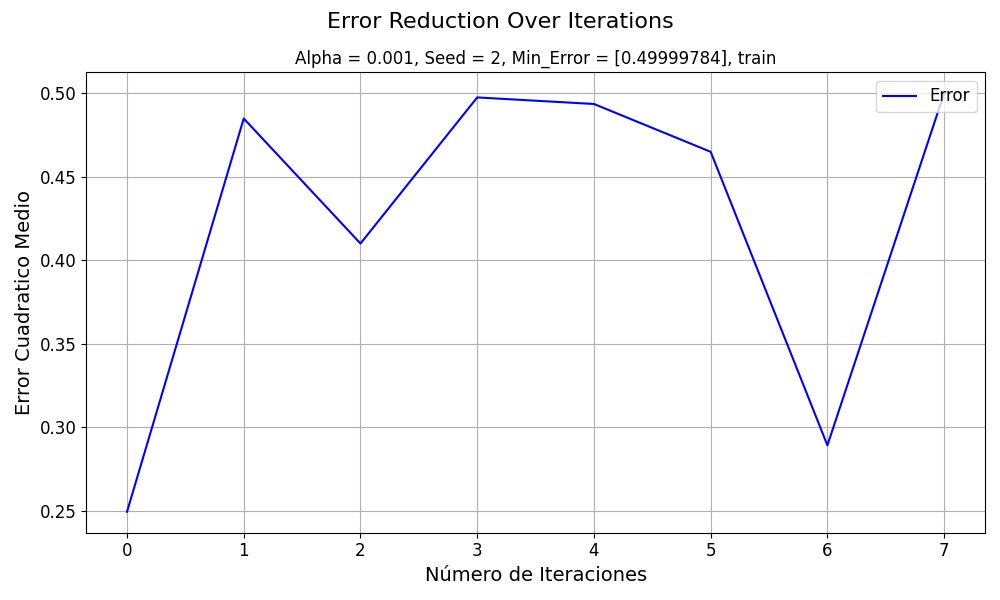 Error Reduction Over Iterations
Alpha = 0.001, Seed = 2, Min_Error = [0.49999784], train
Error
Error Cuadratico Medio
0.50
0.45
0.40
0.35
0.30
0.25
0 1 2 3 4 5 6 7
Número de Iteraciones